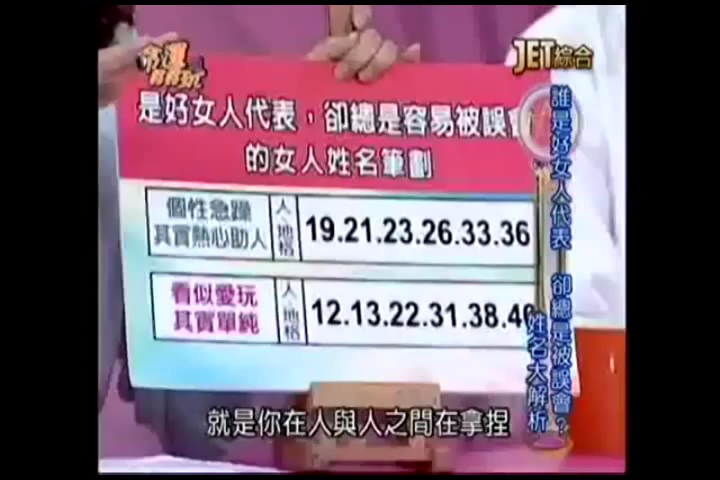 命運好好玩
JET綜合
是好女人代表，卻總是容易被誤會
的女人姓名筆劃
個性急躁
其實熱心助人
人、地格
19.21.23.26.33.36
看似愛玩
其實單純
人、地格
12.13.22.31.38.40
誰是好女人代表 卻總是被誤會？
姓名大解析
就是你在人與人之間在拿捏